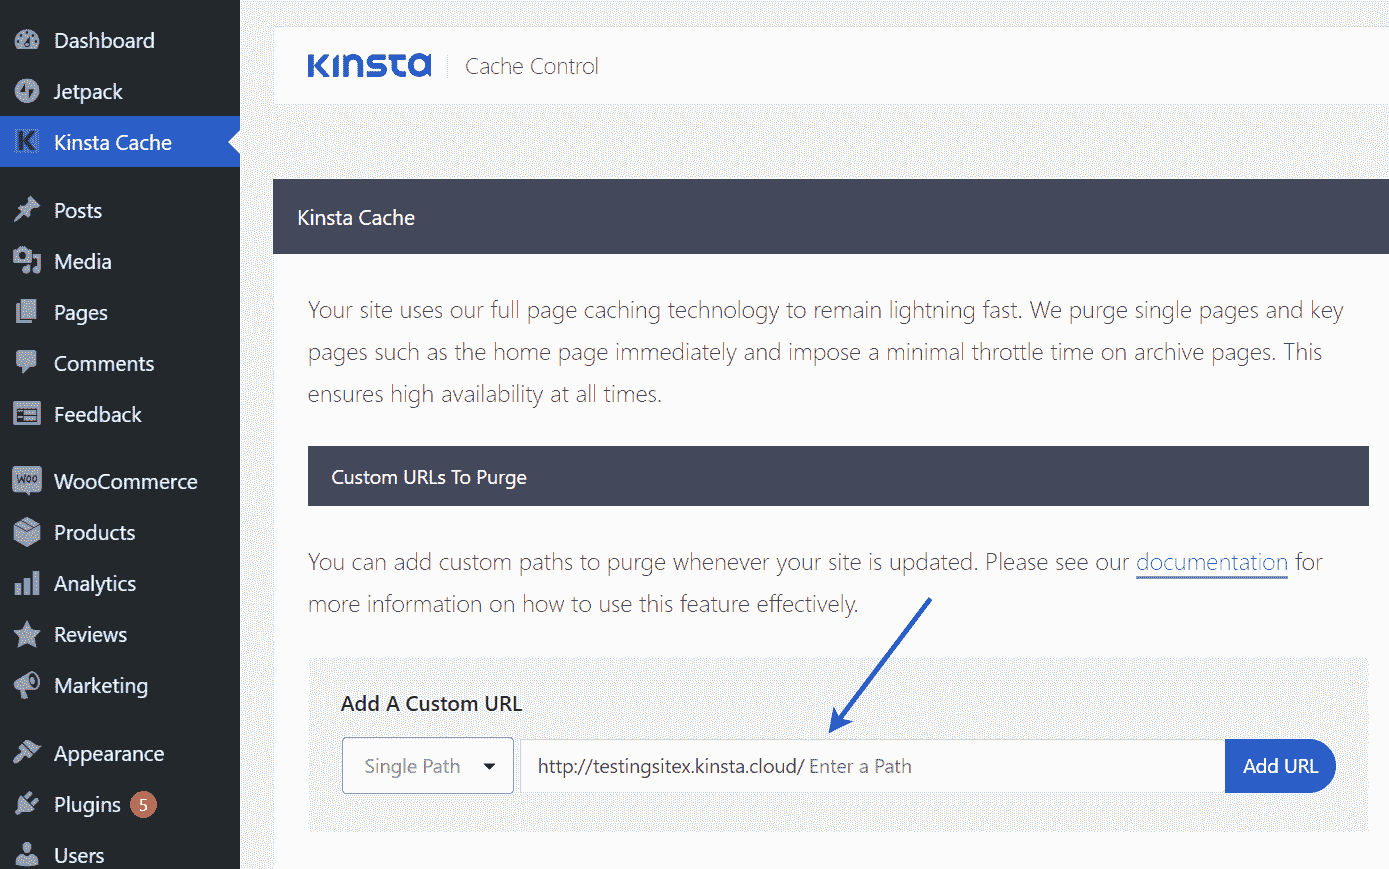 Dashboard
Jetpack
Kinsta Cache
Posts
Media
Pages
Comments
Feedback
WooCommerce
Products
Analytics
Reviews
Marketing
Appearance
Plugins 5
Users
KINSTA Cache Control
Kinsta Cache
Your site uses our full page caching technology to remain lightning fast. We purge single pages and key
pages such as the home page immediately and impose a minimal throttle time on archive pages. This
ensures high availability at all times.
Custom URLs To Purge
You can add custom paths to purge whenever your site is updated. Please see our documentation for
more information on how to use this feature effectively.
Add A Custom URL
Single Path http://testingsitex.kinsta.cloud/ Enter a Path Add URL